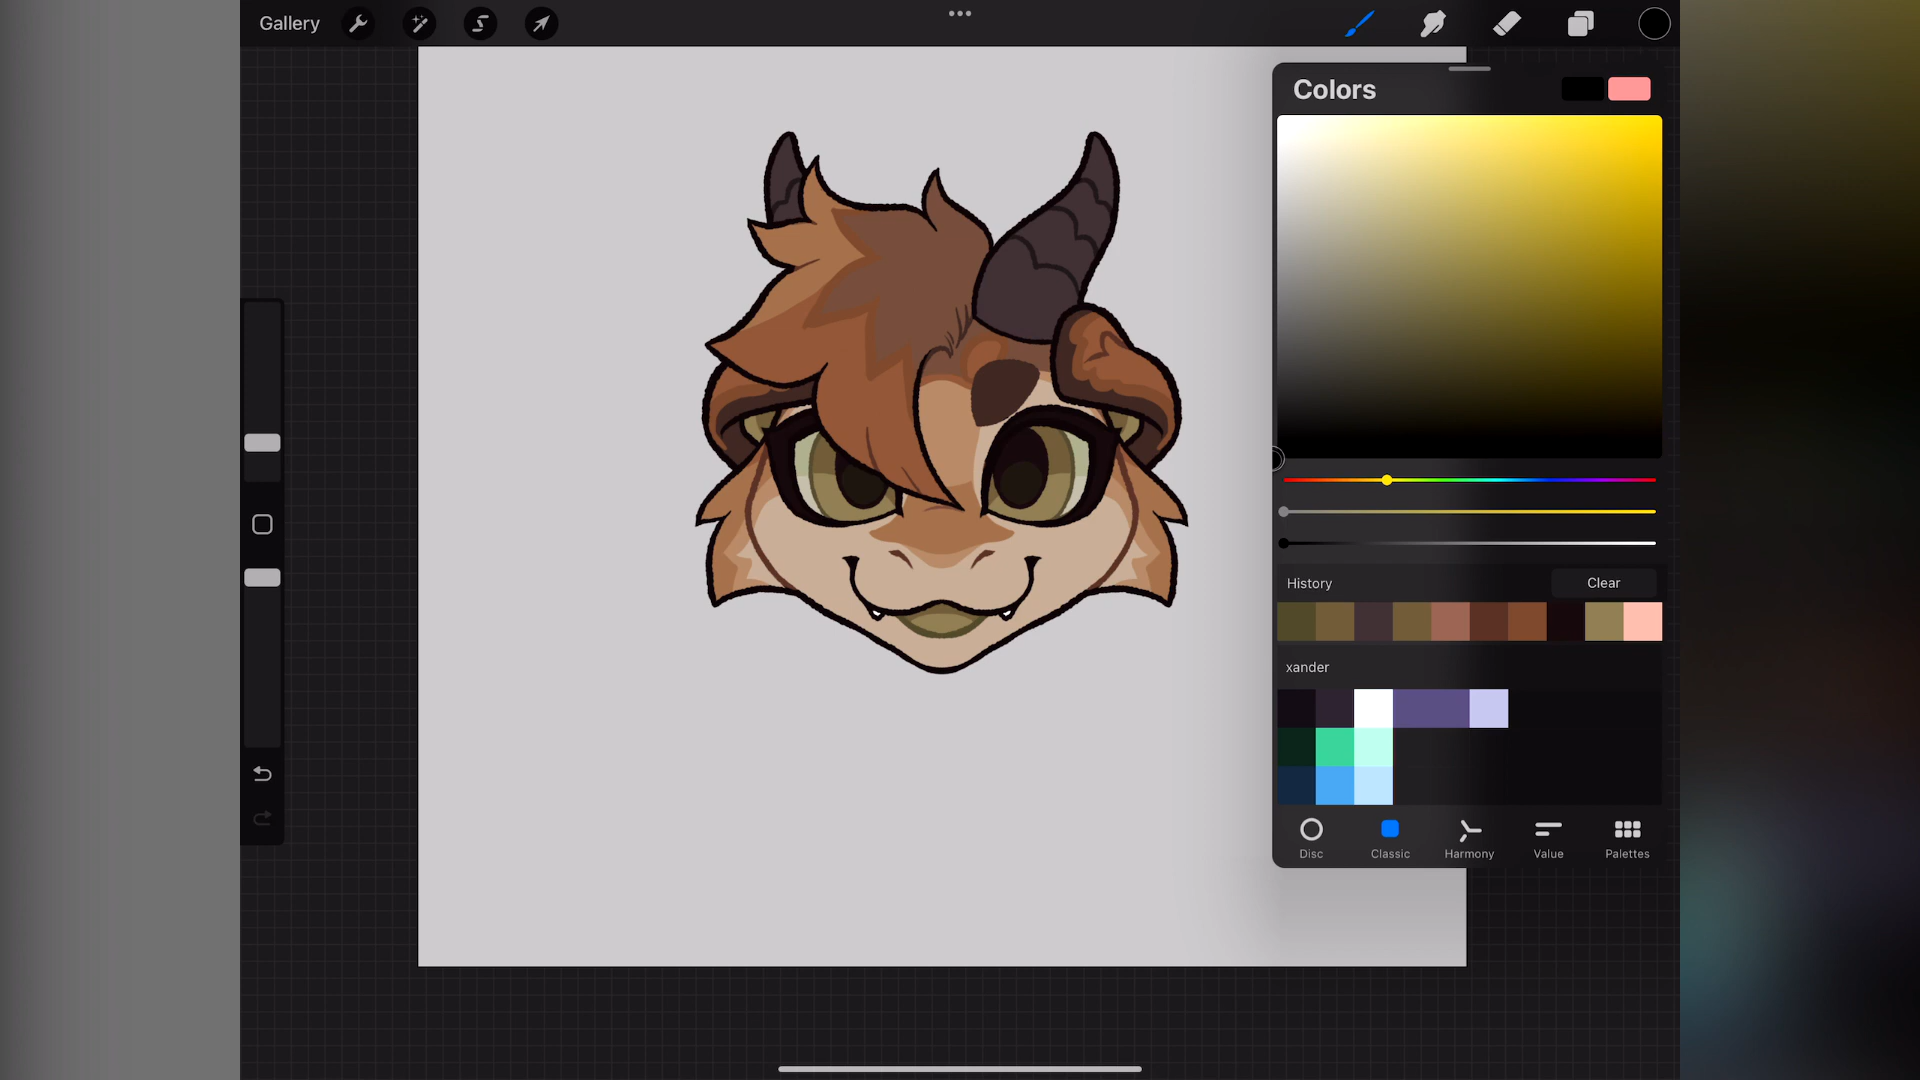 Gallery
Colors
History
Clear
xander
Disc
Classic
Harmony
Value
Palettes